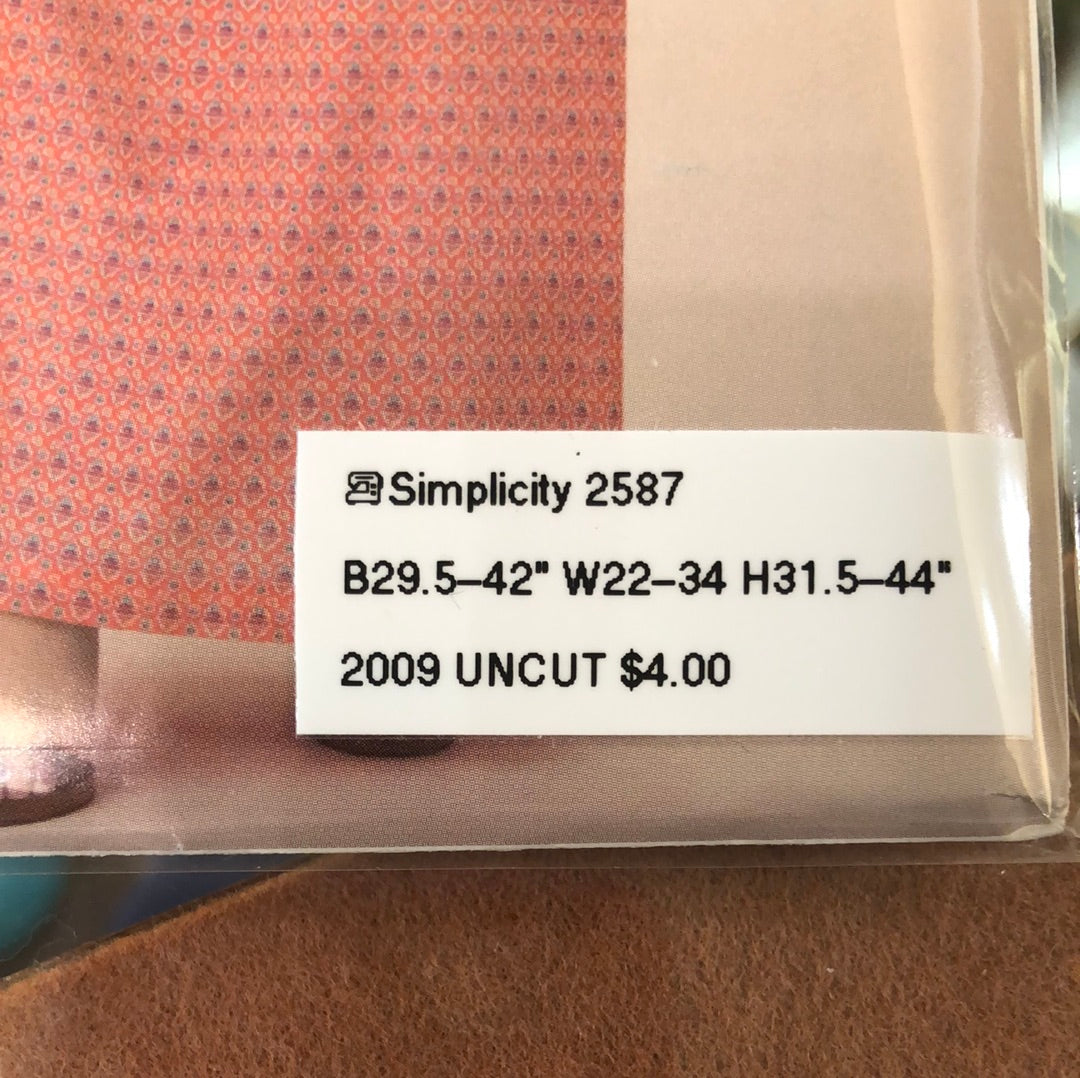 Simplicity 2587
B29.5–42" W22–34 H31.5–44"
2009 UNCUT $4.00